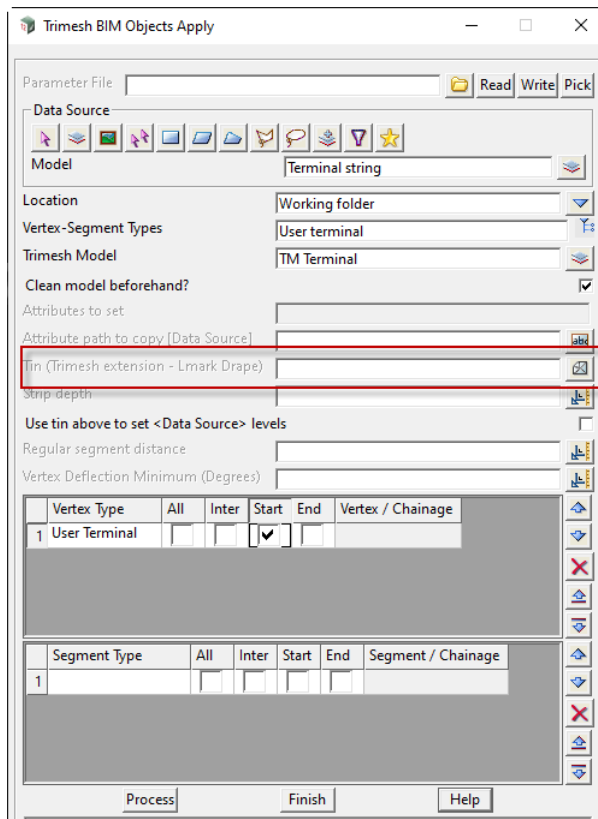 Trimesh BIM Objects Apply
Parameter File Read Write Pick
Data Source
Model Terminal string
Location Working folder
Vertex-Segment Types User terminal
Trimesh Model TM Terminal
Clean model beforehand?
Attributes to set
Attribute path to copy [Data Source] abc
Tin (Trimesh extension - Lmark Drape)
Strip depth
Use tin above to set <Data Source> levels
Regular segment distance
Vertex Deflection Minimum (Degrees)
Vertex Type All Inter Start End Vertex / Chainage
1 User Terminal
Segment Type All Inter Start End Segment / Chainage
1
Process Finish Help